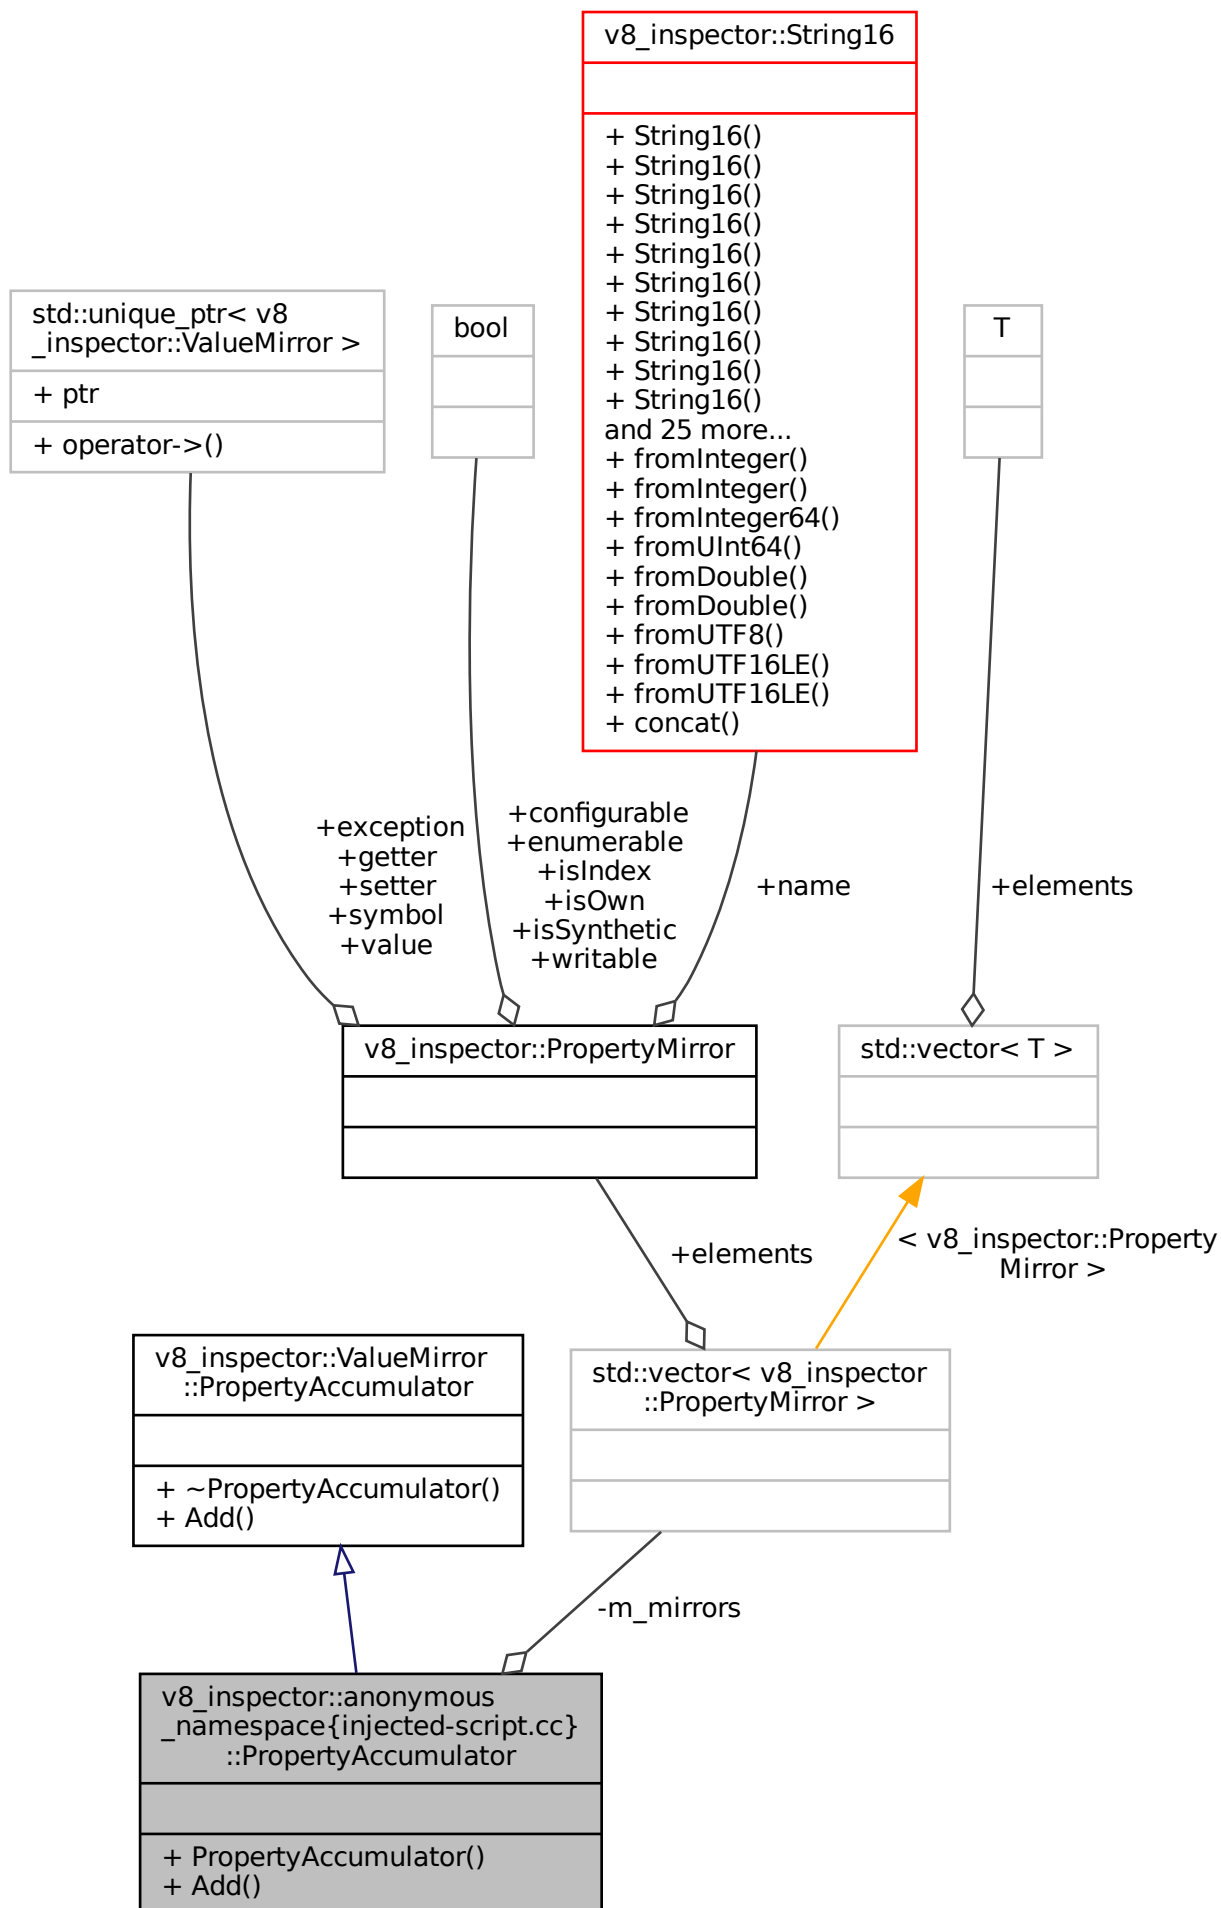 v8_inspector::String16
+ String16()
+ String16()
+ String16()
+ String16()
+ String16()
+ String16()
+ String16()
+ String16()
+ String16()
+ String16()
and 25 more...
+ fromInteger()
+ fromInteger()
+ fromInteger64()
+ fromUInt64()
+ fromDouble()
+ fromDouble()
+ fromUTF8()
+ fromUTF16LE()
+ fromUTF16LE()
+ concat()
std::unique_ptr< v8
_inspector::ValueMirror >
+ ptr
+ operator->()
bool
T
+exception
+getter
+setter
+symbol
+value
+configurable
+enumerable
+isIndex
+isOwn
+isSynthetic
+writable
+name
+elements
v8_inspector::PropertyMirror
std::vector< T >
+elements
< v8_inspector::Property
Mirror >
v8_inspector::ValueMirror
::PropertyAccumulator
+ ~PropertyAccumulator()
+ Add()
std::vector< v8_inspector
::PropertyMirror >
-m_mirrors
v8_inspector::anonymous
_namespace{injected-script.cc}
::PropertyAccumulator
+ PropertyAccumulator()
+ Add()